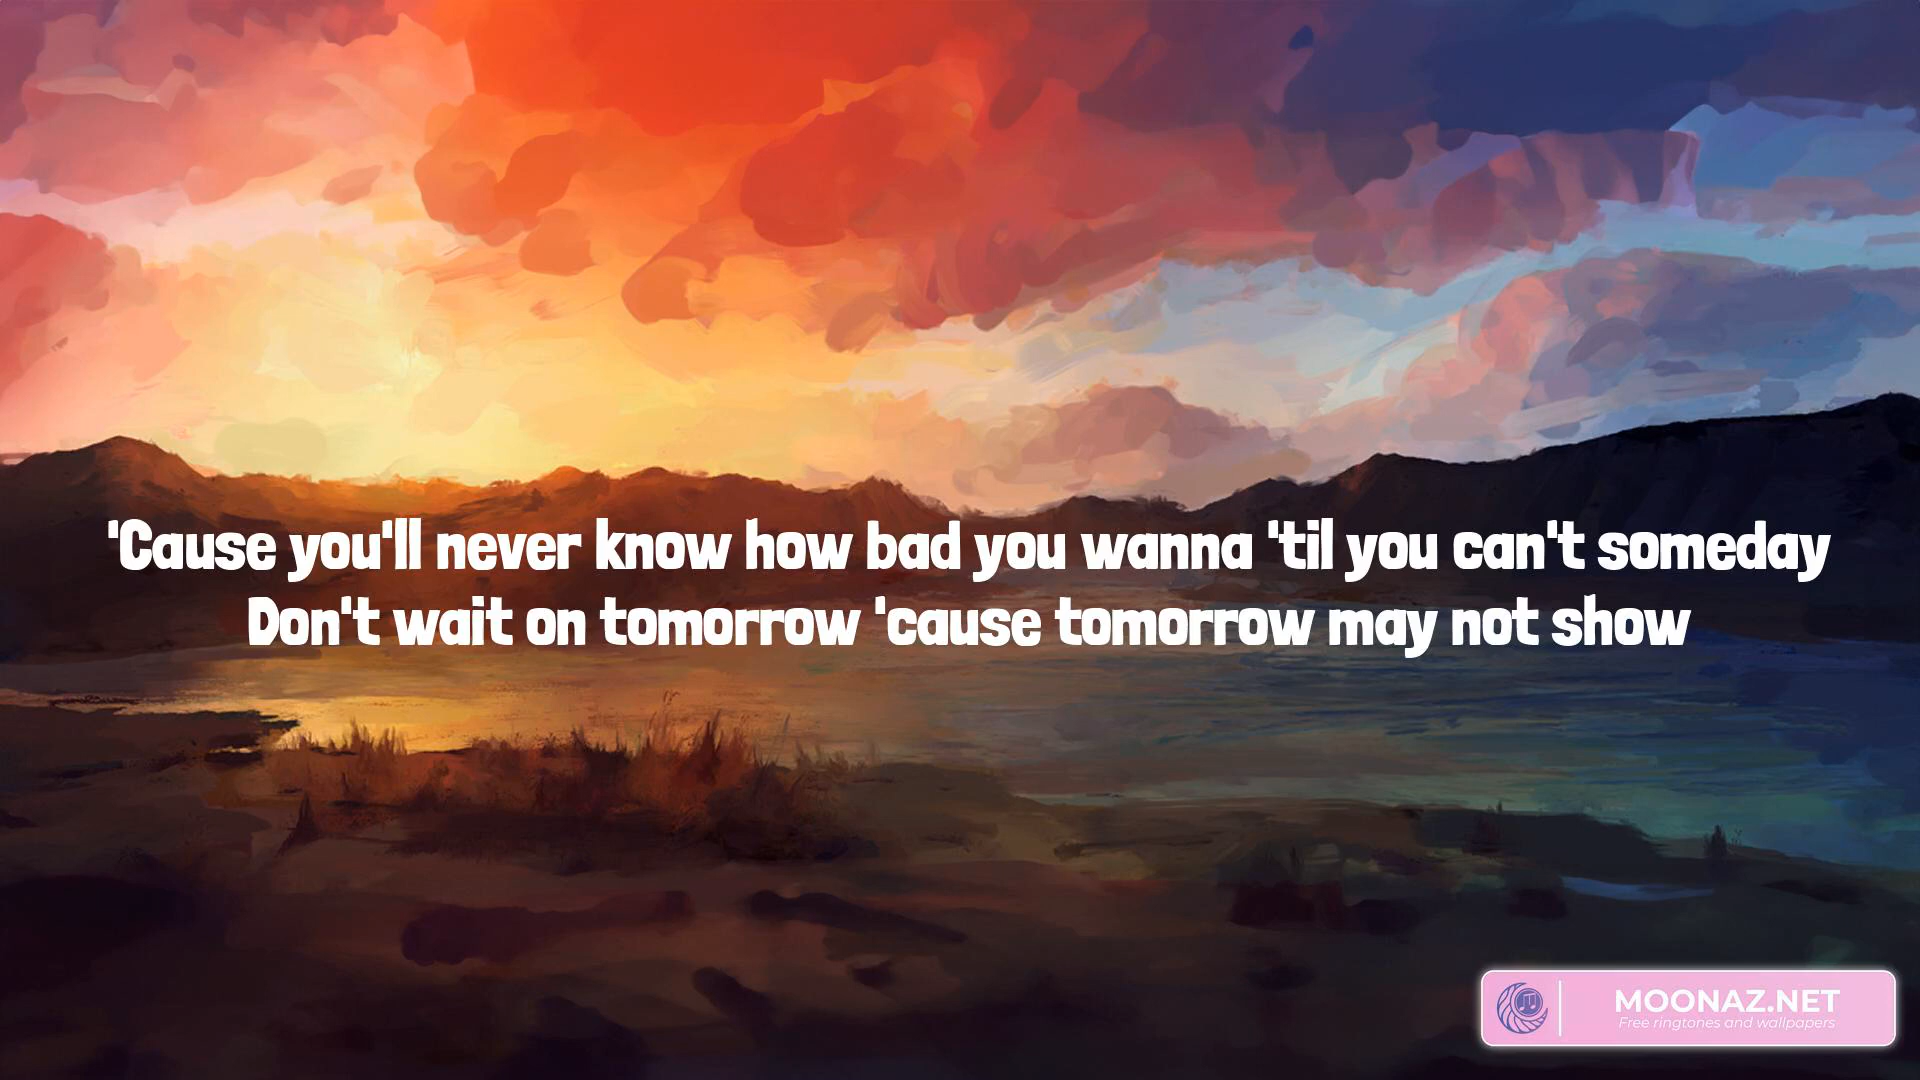 'Cause you'll never know how bad you wanna 'til you can't someday
Don't wait on tomorrow 'cause tomorrow may not show
MOONAZ.NET
Free ringtones and wallpapers